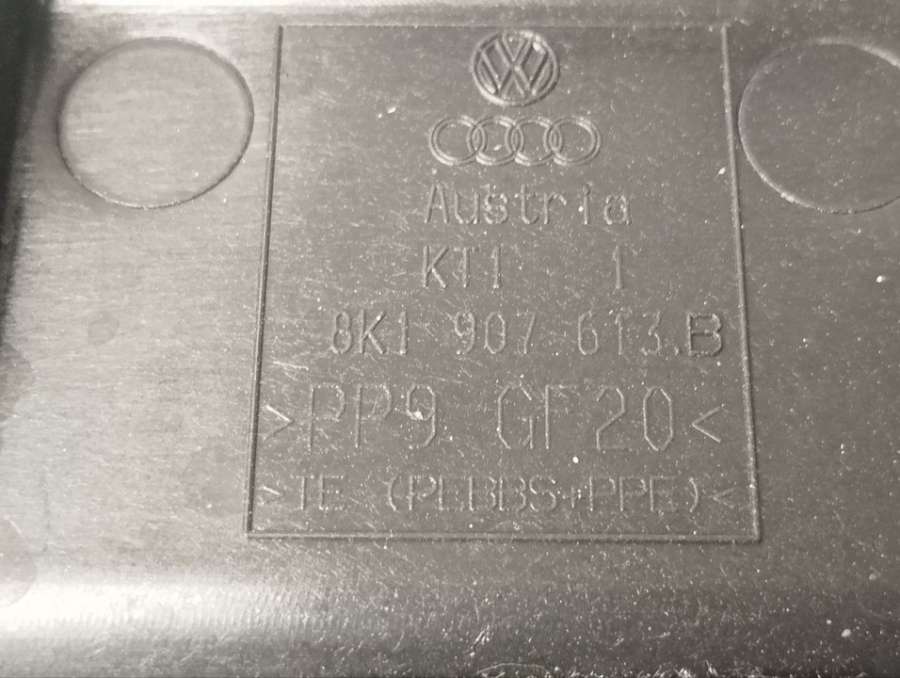 Austria
KT1 1
8K1 907 613.B
>PP9 GF20<
>TE (PEBBS+PPE)<